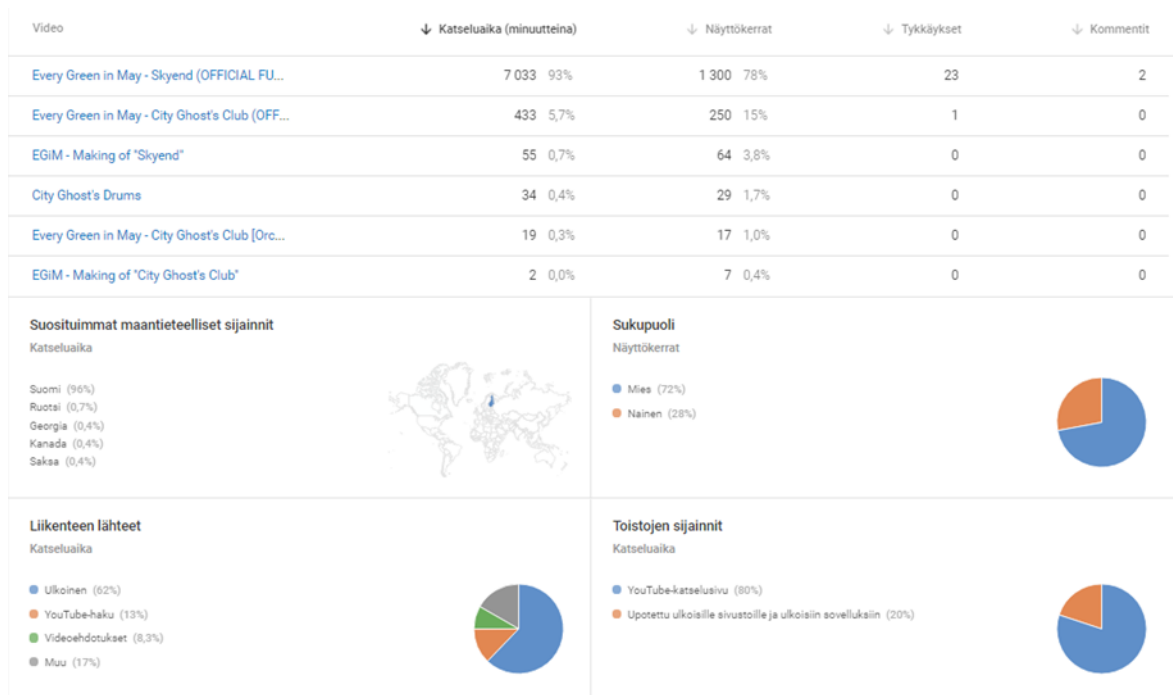 Video Katseluaika (minuutteina) Näyttökerrat Tykkäykset Kommentit
Every Green in May - Skyend (OFFICIAL FU... 7 033 93% 1 300 78% 23 2
Every Green in May - City Ghost's Club (OFF... 433 5,7% 250 15% 1 0
EGiM - Making of "Skyend" 55 0,7% 64 3,8% 0 0
City Ghost's Drums 34 0,4% 29 1,7% 0 0
Every Green in May - City Ghost's Club [Orc... 19 0,3% 17 1,0% 0 0
EGiM - Making of "City Ghost's Club" 2 0,0% 7 0,4% 0 0
Suosituimmat maantieteelliset sijainnit
Katseluaika
Suomi (96%)
Ruotsi (0,7%)
Georgia (0,4%)
Kanada (0,4%)
Saksa (0,4%)
Sukupuoli
Näyttökerrat
Mies (72%)
Nainen (28%)
Liikenteen lähteet
Katseluaika
Ulkoinen (62%)
YouTube-haku (13%)
Videoehdotukset (8,3%)
Muu (17%)
Toistojen sijainnit
Katseluaika
YouTube-katselusivu (80%)
Upotettu ulkoisille sivustoille ja ulkoisiin sovelluksiin (20%)